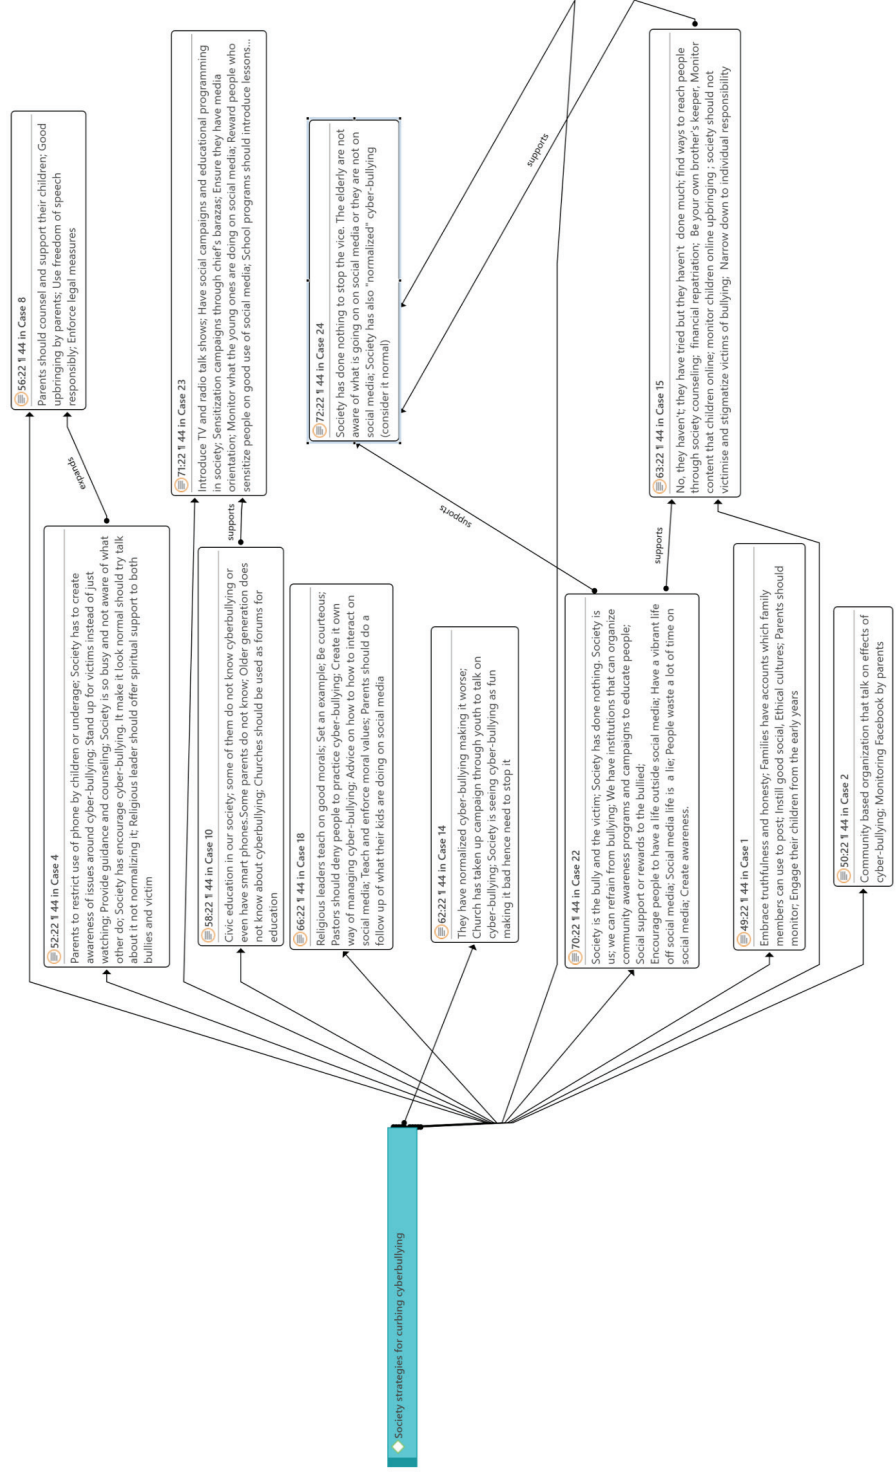 Society strategies for curbing cyberbullying
56:22 ¶ 44 in Case 8
Parents should counsel and support their children; Good
upbringing by parents; Use freedom of speech
responsibly; Enforce legal measures
expands
52:22 ¶ 44 in Case 4
Parents to restrict use of phone by children or underage; Society has to create
awareness of issues around cyber-bullying; Stand up for victims instead of just
watching; Provide guidance and counseling; Society is so busy and not aware of what
other do; Society has encourage cyber-bullying. It make it look normal should try talk
about it not normalizing it; Religious leader should offer spiritual support to both
bullies and victim
71:22 ¶ 44 in Case 23
Introduce TV and radio talk shows; Have social campaigns and educational programming
in society; Sensitization campaigns through chief's barazas; Ensure they have media
orientation; Monitor what the young ones are doing on social media; Reward people who
sensitize people on good use of social media; School programs should introduce lessons...
supports
58:22 ¶ 44 in Case 10
Civic education in our society; some of them do not know cyberbullying or
even have smart phones.Some parents do not know; Older generation does
not know about cyberbullying; Churches should be used as forums for
education
66:22 ¶ 44 in Case 18
Religious leaders teach on good morals; Set an example; Be courteous;
Pastors should deny people to practice cyber-bullying; Create it own
way of managing cyber-bullying; Advice on how to how to interact on
social media; Teach and enforce moral values; Parents should do a
follow up of what their kids are doing on social media
72:22 ¶ 44 in Case 24
Society has done nothing to stop the vice. The elderly are not
aware of what is going on on social media or they are not on
social media; Society has also "normalized" cyber-bullying
(consider it normal)
supports
supports
62:22 ¶ 44 in Case 14
They have normalized cyber-bullying making it worse;
Church has taken up campaign through youth to talk on
cyber-bullying; Society is seeing cyber-bullying as fun
making it bad hence need to stop it
70:22 ¶ 44 in Case 22
Society is the bully and the victim; Society has done nothing. Society is
us; we can refrain from bullying; We have institutions that can organize
community awareness programs and campaigns to educate people;
Social support or rewards to the bullied;
Encourage people to have a life outside social media; Have a vibrant life
off social media; Social media life is a lie; People waste a lot of time on
social media; Create awareness.
supports
63:22 ¶ 44 in Case 15
No, they haven't; they have tried but they haven't done much; find ways to reach people
through society counseling; financial repatriation; Be your own brother's keeper, Monitor
content that children online; monitor children online upbringing ; society should not
victimise and stigmatize victims of bullying; Narrow down to individual responsibility
49:22 ¶ 44 in Case 1
Embrace truthfulness and honesty; Families have accounts which family
members can use to post; Instill good social, Ethical cultures; Parents should
monitor; Engage their children from the early years
50:22 ¶ 44 in Case 2
Community based organization that talk on effects of
cyber-bullying; Monitoring Facebook by parents